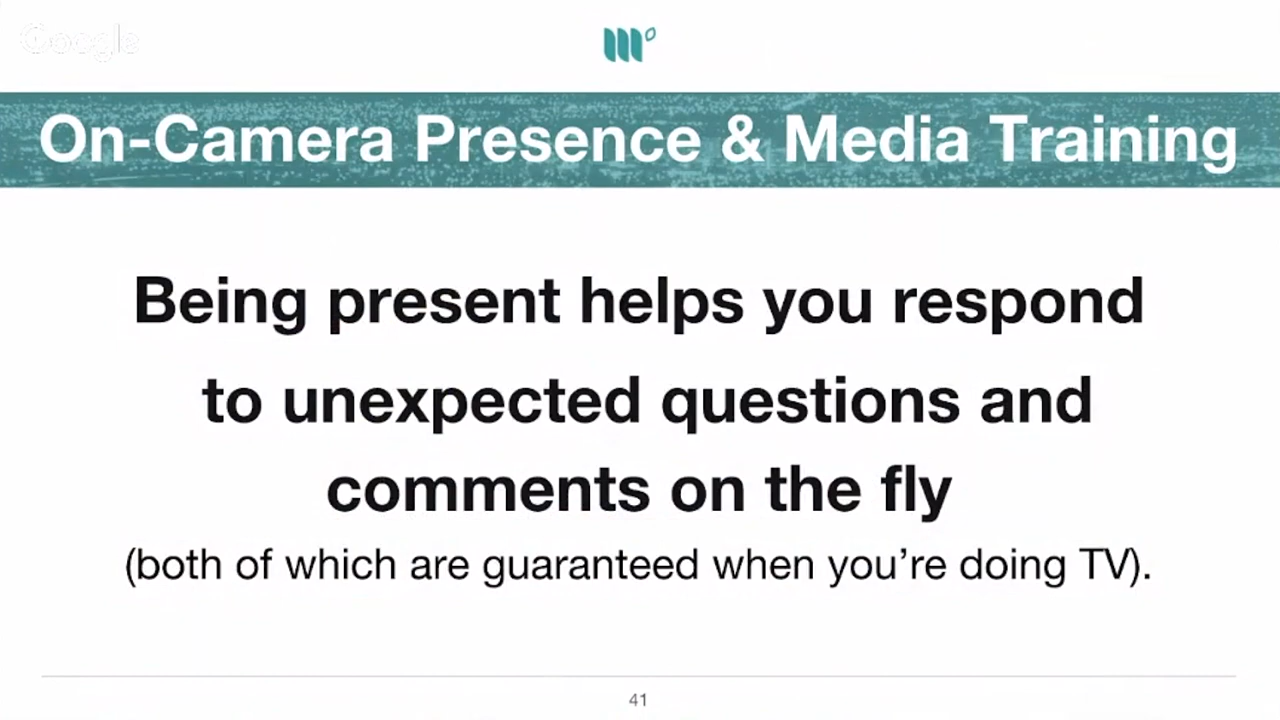 Google
On-Camera Presence & Media Training
Being present helps you respond
to unexpected questions and
comments on the fly
(both of which are guaranteed when you're doing TV).
41